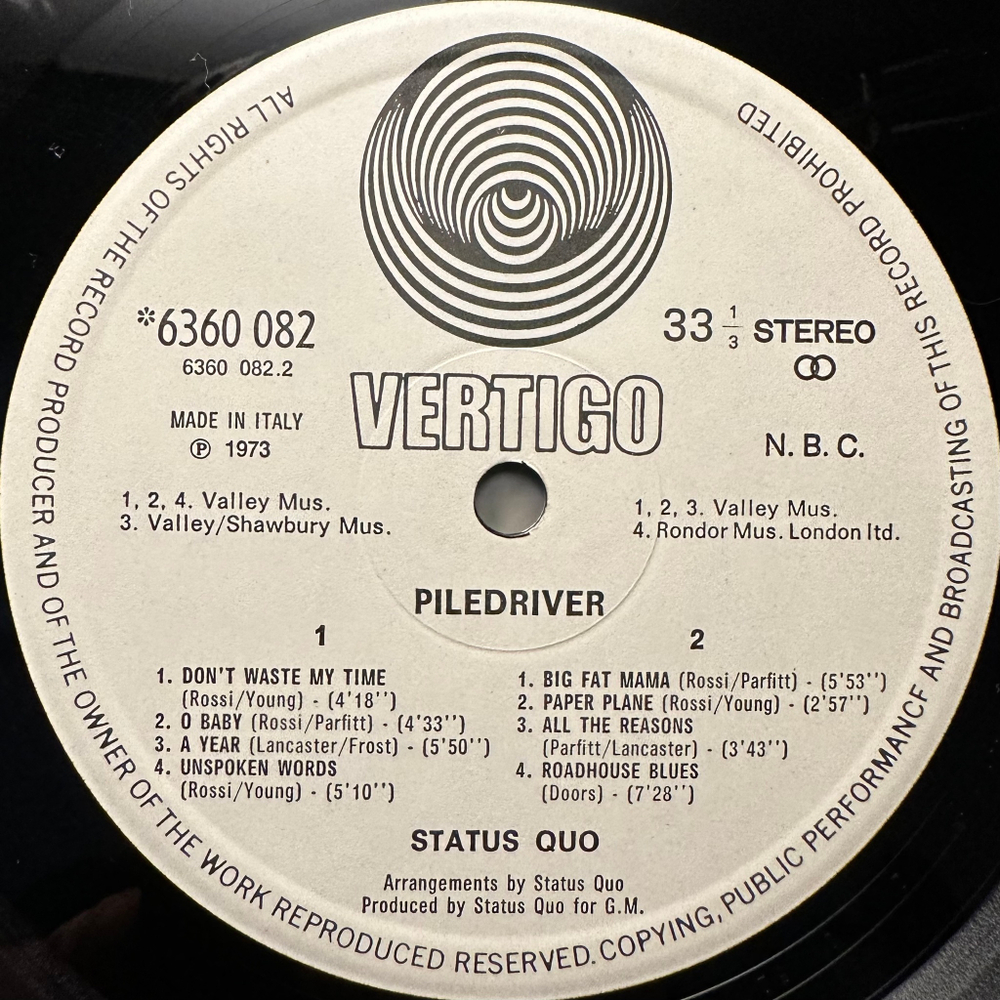 ALL RIGHTS OF THE RECORD PRODUCER AND OF THE OWNER OF THE WORK REPRODUCED RESERVED. COPYING, PUBLIC PERFORMANCF AND BROADCASTING OF THIS RECORD PROHIBITED
*6360 082
6360 082.2
MADE IN ITALY
℗ 1973
33 1/3 STEREO
VERTIGO
N. B. C.
1, 2, 4. Valley Mus.
3. Valley/Shawbury Mus.
1, 2, 3. Valley Mus.
4. Rondor Mus. London ltd.
PILEDRIVER
1
1. DON'T WASTE MY TIME
(Rossi/Young) - (4'18'')
2. O BABY (Rossi/Parfitt) - (4'33'')
3. A YEAR (Lancaster/Frost) - (5'50'')
4. UNSPOKEN WORDS
(Rossi/Young) - (5'10'')
2
1. BIG FAT MAMA (Rossi/Parfitt) - (5'53'')
2. PAPER PLANE (Rossi/Young) - (2'57'')
3. ALL THE REASONS
(Parfitt/Lancaster) - (3'43'')
4. ROADHOUSE BLUES
(Doors) - (7'28'')
STATUS QUO
Arrangements by Status Quo
Produced by Status Quo for G.M.